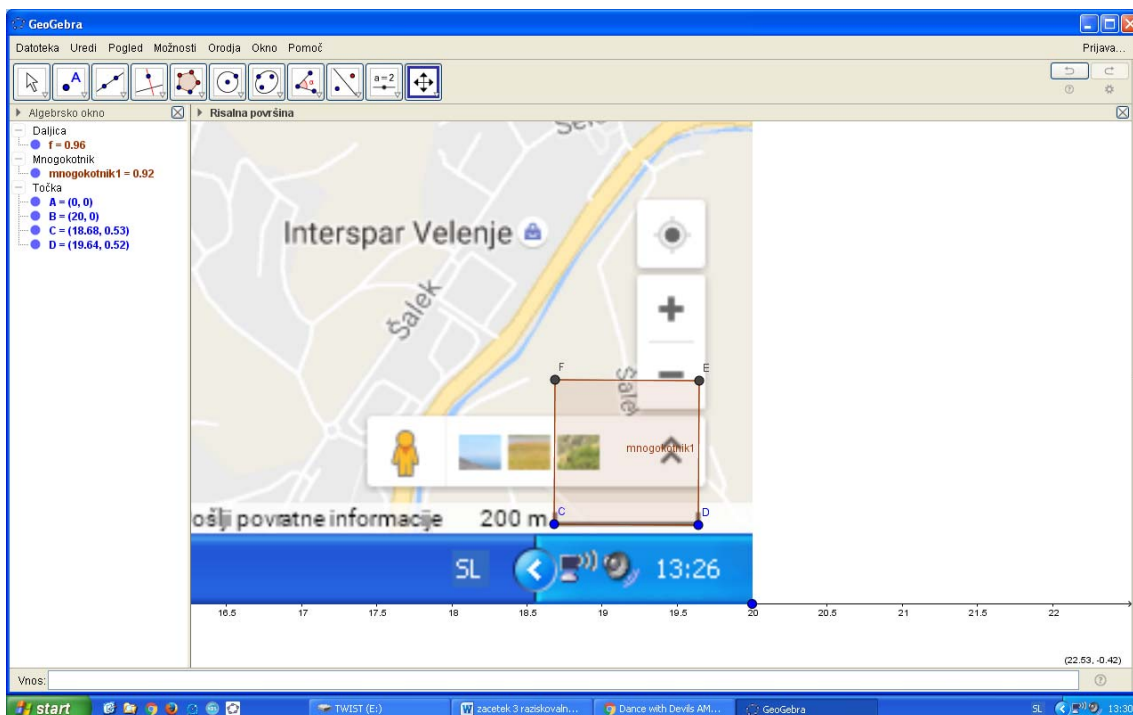 GeoGebra
Datoteka Uredi Pogled Možnosti Orodja Okno Pomoč Prijava...
A
a=2
Algebrsko okno
Risalna površina
Daljica
f = 0.96
Mnogokotnik
mnogokotnik1 = 0.92
Točka
A = (0, 0)
B = (20, 0)
C = (18.68, 0.53)
D = (19.64, 0.52)
Interspar Velenje
Šalek
F
E
Šalek
mnogokotnik1
C
D
ošlji povratne informacije 200 m
SL 13:26
16.5 17 17.5 18 18.5 19 19.5 20 20.5 21 21.5 22
(22.53, -0.42)
Vnos:
start TWIST (E:) zacetek 3 raziskovaln... Dance with Devils AM... GeoGebra SL 13:30